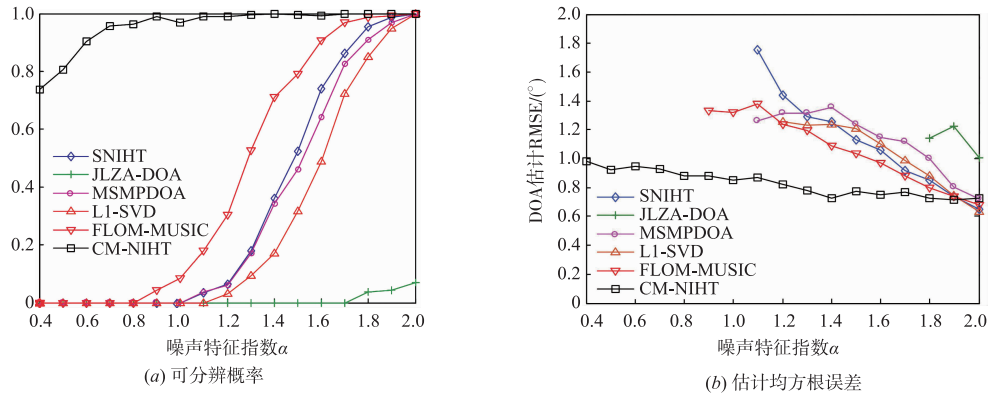 1.0
0.8
0.6
0.4
0.2
0
0.4 0.6 0.8 1.0 1.2 1.4 1.6 1.8 2.0
SNIHT
JLZA-DOA
MSMPDOA
L1-SVD
FLOM-MUSIC
CM-NIHT
噪声特征指数α
(a) 可分辨概率
DOA估计RMSE/(°)
2.0
1.8
1.6
1.4
1.2
1.0
0.8
0.6
0.4
0.2
0
0.4 0.6 0.8 1.0 1.2 1.4 1.6 1.8 2.0
SNIHT
JLZA-DOA
MSMPDOA
L1-SVD
FLOM-MUSIC
CM-NIHT
噪声特征指数α
(b) 估计均方根误差